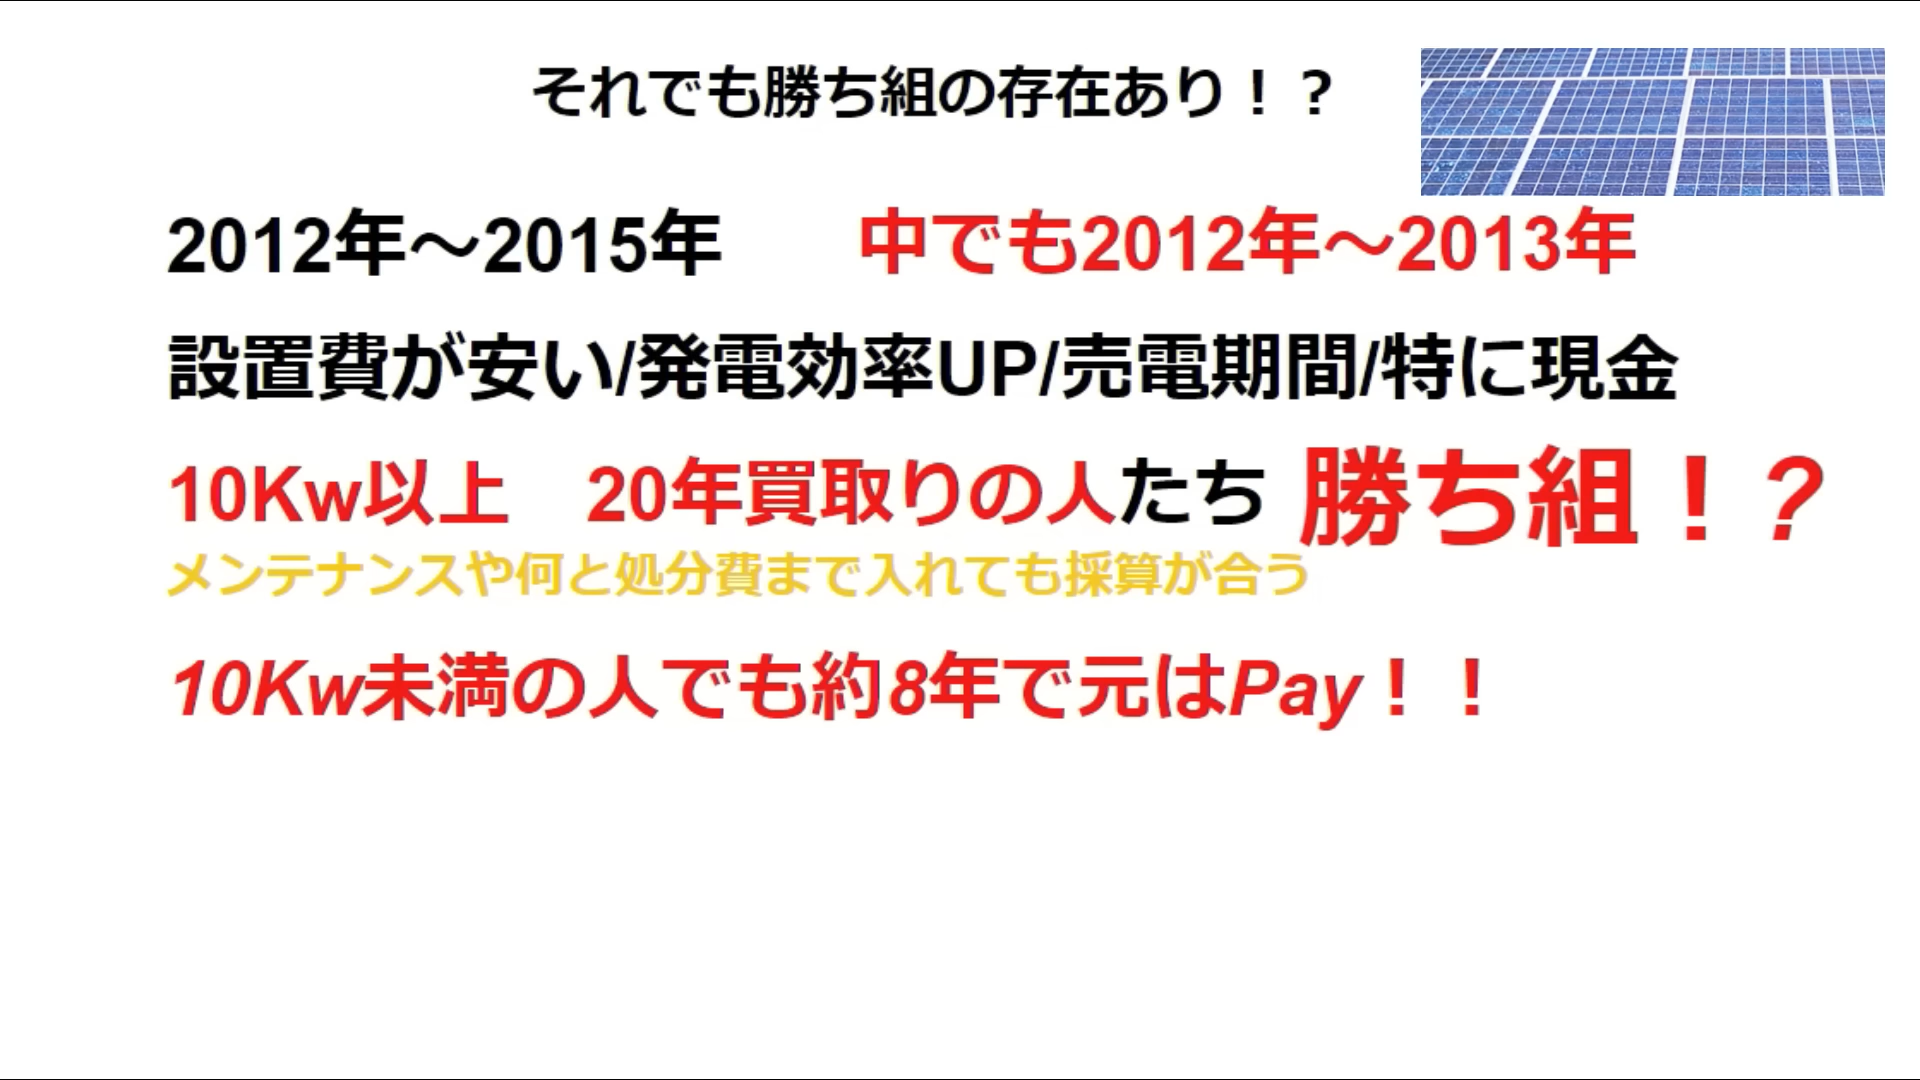 それでも勝ち組の存在あり！？
2012年～2015年　中でも2012年～2013年
設置費が安い/発電効率UP/売電期間/特に現金
10Kw以上　20年買取りの人たち 勝ち組！？
メンテナンスや何と処分費まで入れても採算が合う
10Kw未満の人でも約8年で元はPay！！